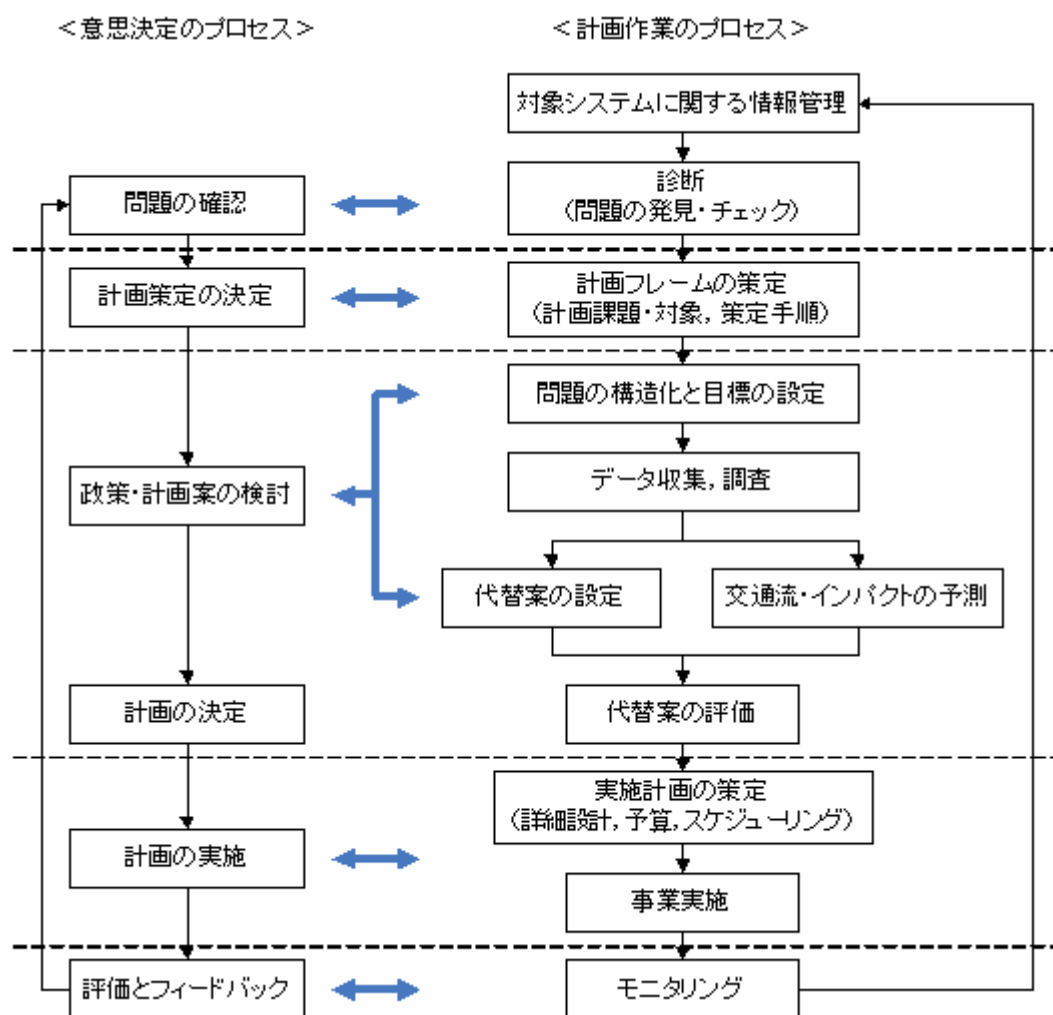 ＜意思決定のプロセス＞
＜計画作業のプロセス＞
対象システムに関する情報管理
問題の確認
診断
(問題の発見・チェック)
計画策定の決定
計画フレームの策定
(計画課題・対象, 策定手順)
問題の構造化と目標の設定
政策・計画案の検討
データ収集, 調査
代替案の設定
交通流・インパクトの予測
計画の決定
代替案の評価
実施計画の策定
(詳細設計, 予算, スケジューリング)
計画の実施
事業実施
評価とフィードバック
モニタリング